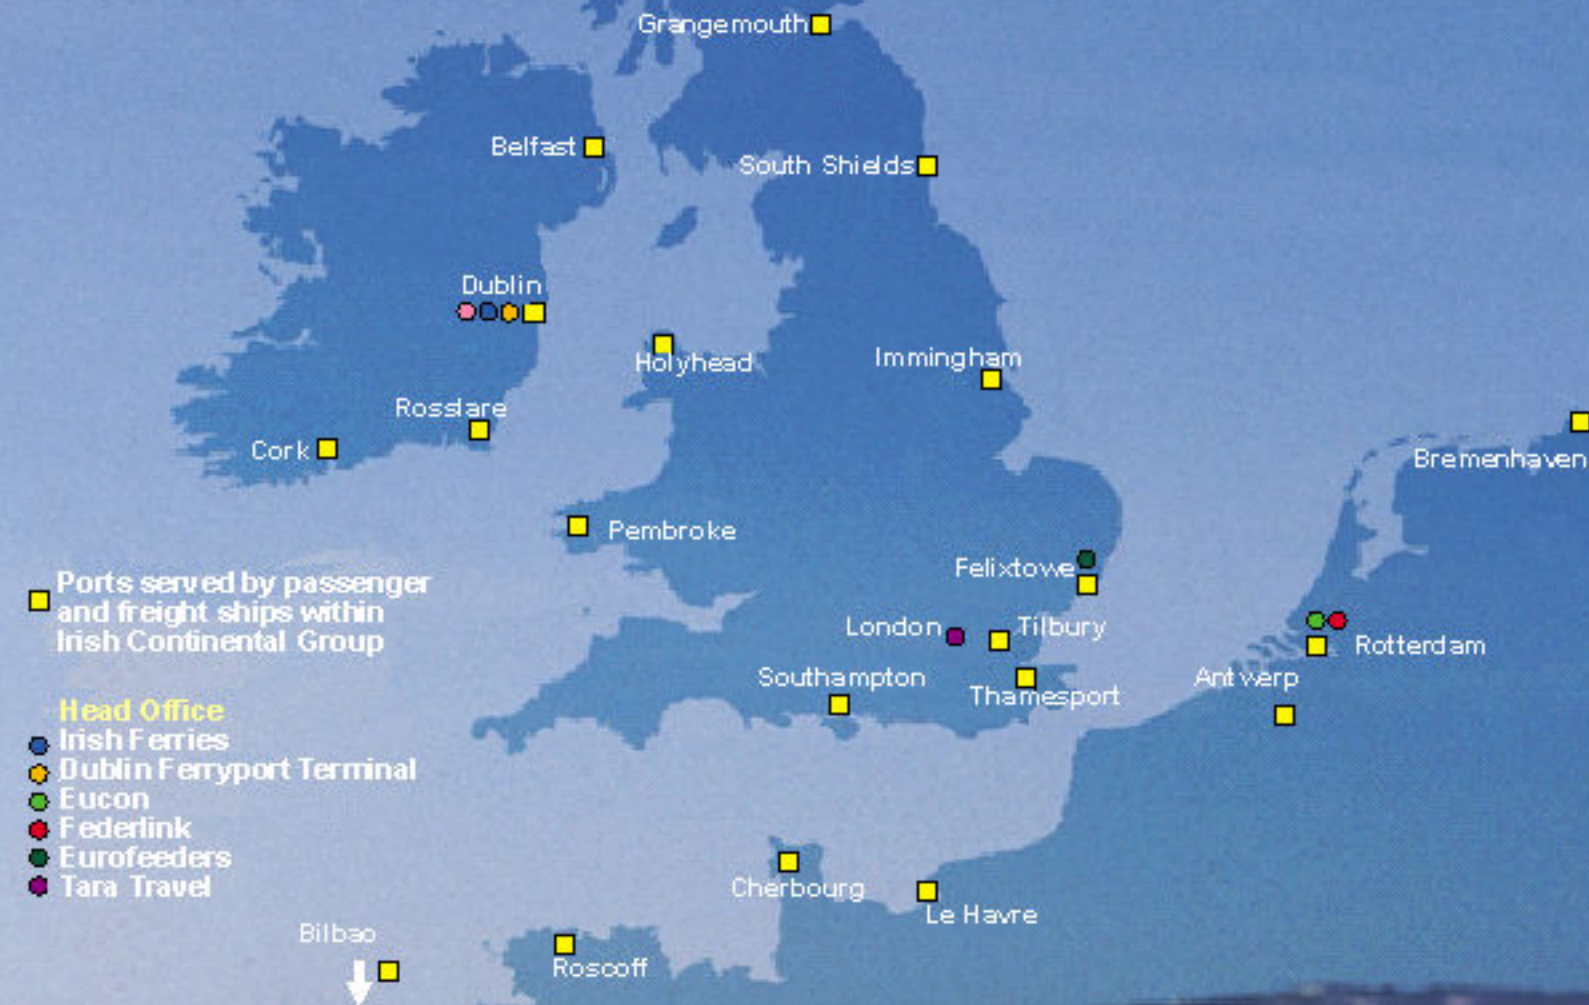 Grangemouth
Belfast
South Shields
Dublin
Holyhead
Immingham
Rosslare
Cork
Bremenhaven
Pembroke
Felixtowe
Ports served by passenger
and freight ships within
Irish Continental Group
London
Tilbury
Rotterdam
Southampton
Thamesport
Antwerp
Head Office
Irish Ferries
Dublin Ferryport Terminal
Eucon
Federlink
Eurofeeders
Tara Travel
Cherbourg
Le Havre
Bilbao
Roscoff